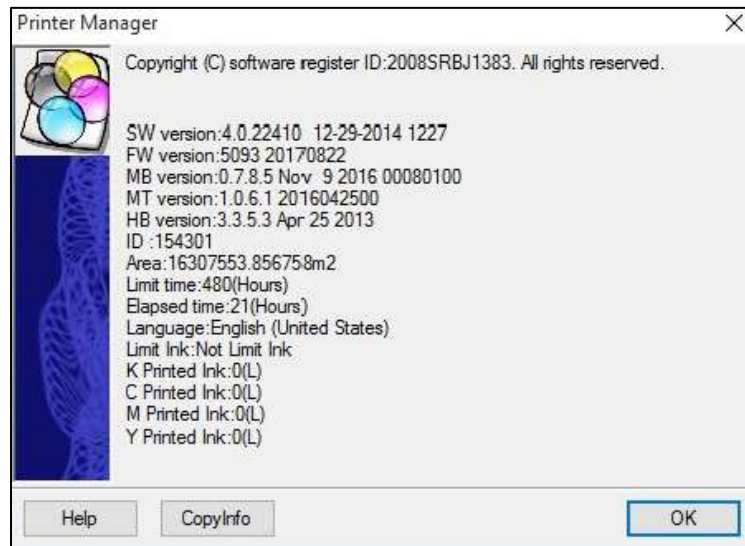 Printer Manager
Copyright (C) software register ID:2008SRBJ1383. All rights reserved.
SW version:4.0.22410 12-29-2014 1227
FW version:5093 20170822
MB version:0.7.8.5 Nov 9 2016 00080100
MT version:1.0.6.1 2016042500
HB version:3.3.5.3 Apr 25 2013
ID :154301
Area:16307553.856758m2
Limit time:480(Hours)
Elapsed time:21(Hours)
Language:English (United States)
Limit Ink:Not Limit Ink
K Printed Ink:0(L)
C Printed Ink:0(L)
M Printed Ink:0(L)
Y Printed Ink:0(L)
Help CopyInfo OK